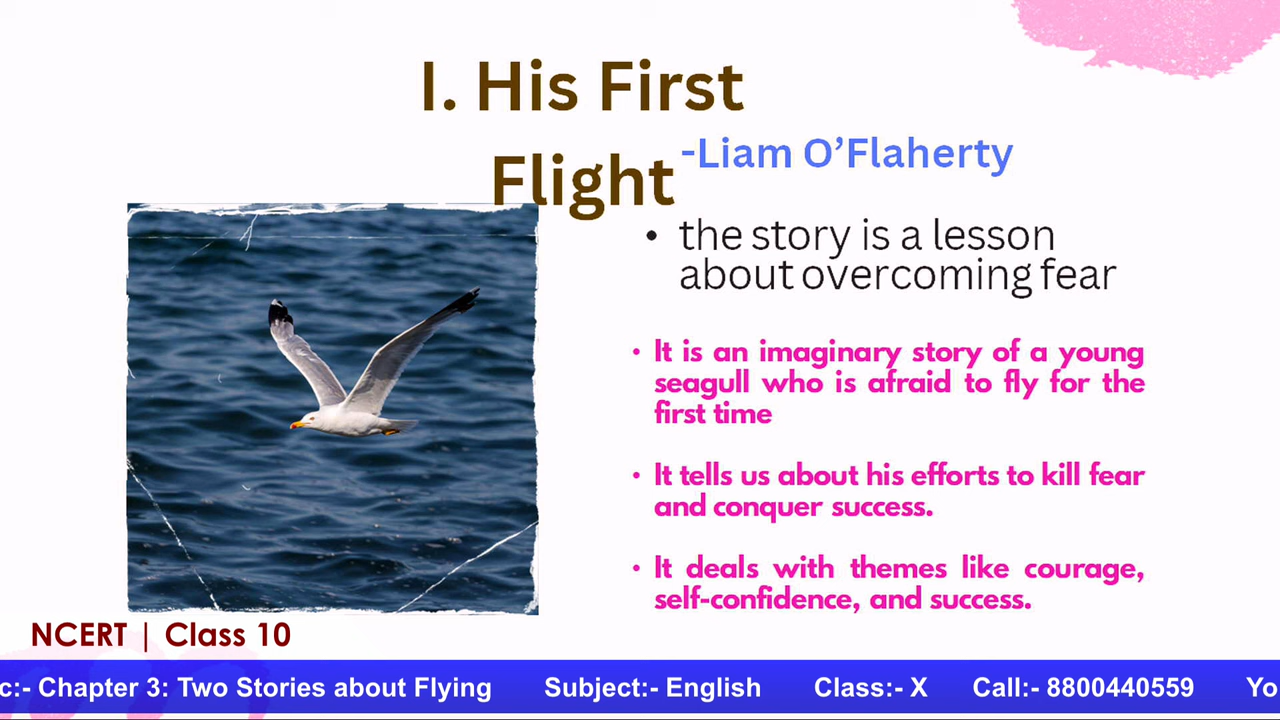 I. His First
Flight
-Liam O’Flaherty
• the story is a lesson
about overcoming fear
• It is an imaginary story of a young
seagull who is afraid to fly for the
first time
• It tells us about his efforts to kill fear
and conquer success.
• It deals with themes like courage,
self-confidence, and success.
NCERT | Class 10
c:- Chapter 3: Two Stories about Flying Subject:- English Class:- X Call:- 8800440559 Yo